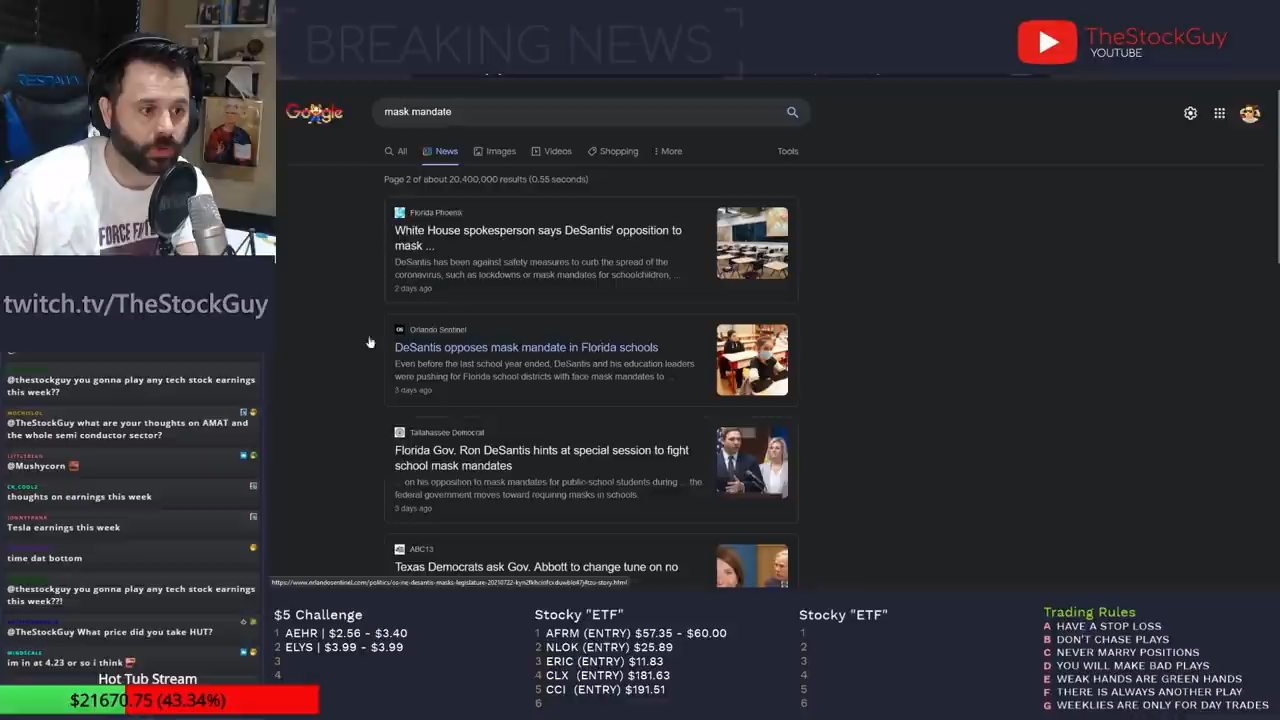 BREAKING NEWS
TheStockGuy
YOUTUBE
RESPAWN
FORCE
Google
mask mandate
All
News
Images
Videos
Shopping
More
Tools
Page 2 of about 20,400,000 results (0.55 seconds)
Florida Phoenix
White House spokesperson says DeSantis' opposition to
mask ...
DeSantis has been against safety measures to curb the spread of the
coronavirus, such as lockdowns or mask mandates for schoolchildren, ...
2 days ago
Orlando Sentinel
DeSantis opposes mask mandate in Florida schools
Even before the last school year ended, DeSantis and his education leaders
were pushing for Florida school districts with face mask mandates to ...
3 days ago
Tallahassee Democrat
Florida Gov. Ron DeSantis hints at special session to fight
school mask mandates
... on his opposition to mask mandates for public-school students during ... the
federal government moves toward requiring masks in schools.
3 days ago
ABC13
Texas Democrats ask Gov. Abbott to change tune on no
twitch.tv/TheStockGuy
@thestockguy you gonna play any tech stock earnings
this week??
@TheStockGuy what are your thoughts on AMAT and
the whole semi conductor sector?
@Mushycorn
thoughts on earnings this week
Tesla earnings this week
time dat bottom
@thestockguy you gonna play any tech stock earnings
this week??!
@TheStockGuy What price did you take HUT?
im in at 4.23 or so i think
Hot Tub Stream
$21670.75 (43.34%)
$5 Challenge
1 AEHR | $2.56 - $3.40
2 ELYS | $3.99 - $3.99
3
4
Stocky "ETF"
1 AFRM (ENTRY) $57.35 - $60.00
2 NLOK (ENTRY) $25.89
3 ERIC (ENTRY) $11.83
4 CLX (ENTRY) $181.63
5 CCI (ENTRY) $191.51
6
Stocky "ETF"
1
2
3
4
5
6
Trading Rules
A HAVE A STOP LOSS
B DON'T CHASE PLAYS
C NEVER MARRY POSITIONS
D YOU WILL MAKE BAD PLAYS
E WEAK HANDS ARE GREEN HANDS
F THERE IS ALWAYS ANOTHER PLAY
G WEEKLIES ARE ONLY FOR DAY TRADES